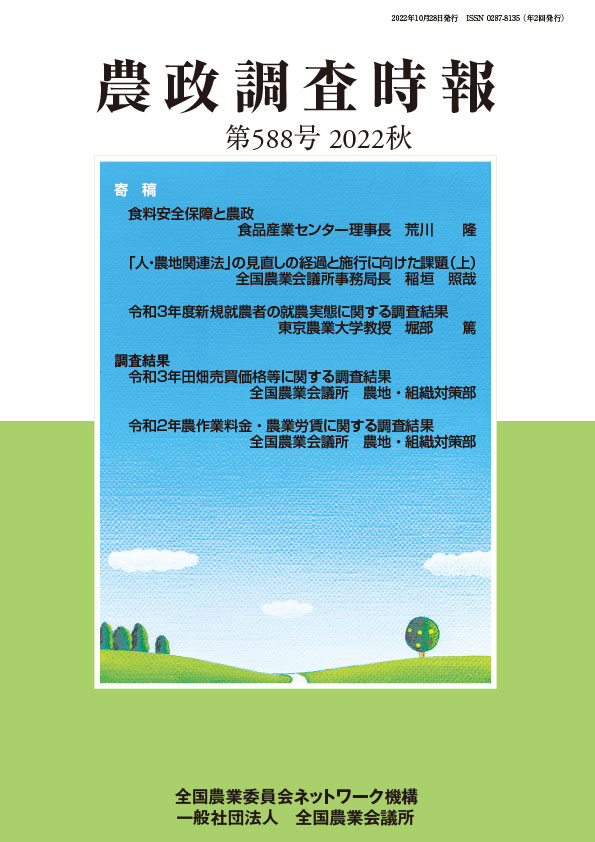 2022年10月28日発行　ISSN 0287-8135（年2回発行）
農政調査時報
第588号 2022秋
寄　稿
食料安全保障と農政
食品産業センター理事長　荒川　　隆
「人・農地関連法」の見直しの経過と施行に向けた課題（上）
全国農業会議所事務局長　稲垣　照哉
令和3年度新規就農者の就農実態に関する調査結果
東京農業大学教授　堀部　　篤
調査結果
令和3年田畑売買価格等に関する調査結果
全国農業会議所　農地・組織対策部
令和2年農作業料金・農業労賃に関する調査結果
全国農業会議所　農地・組織対策部
全国農業委員会ネットワーク機構
一般社団法人　全国農業会議所